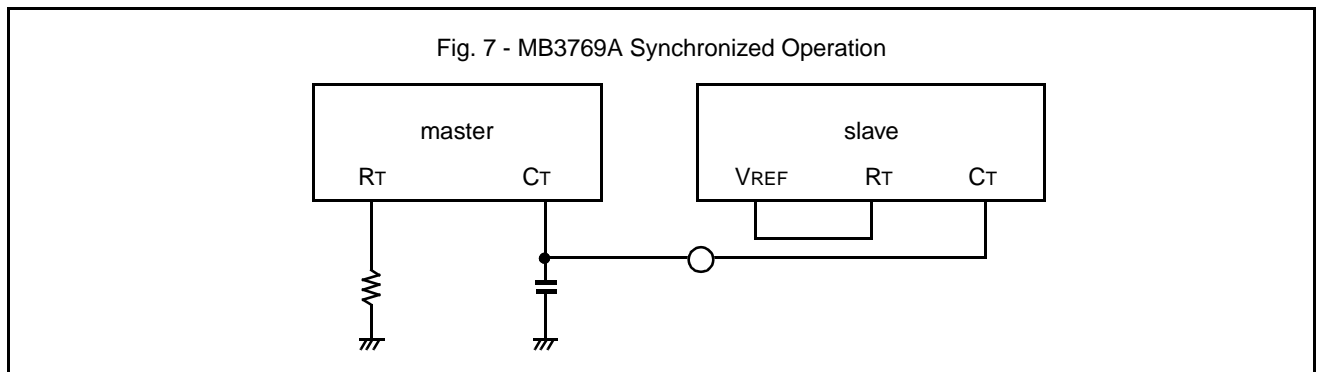 Fig. 7 - MB3769A Synchronized Operation
master
slave
RT
CT
VREF
RT
CT